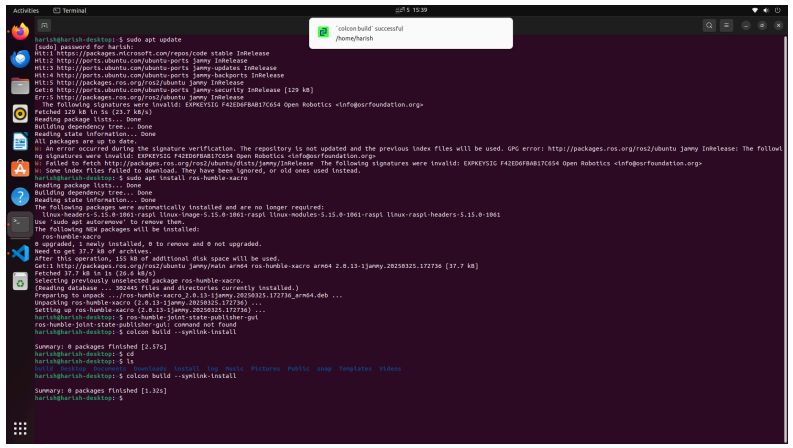 Activities
Terminal
5 15:39
`colcon build` successful
/home/harish
harish@harish-desktop: $ sudo apt update
[sudo] password for harish:
Hit:1 https://packages.microsoft.com/repos/code stable InRelease
Hit:2 http://ports.ubuntu.com/ubuntu-ports jammy InRelease
Hit:3 http://ports.ubuntu.com/ubuntu-ports jammy-updates InRelease
Hit:4 http://ports.ubuntu.com/ubuntu-ports jammy-backports InRelease
Get:5 http://packages.ros.org/ros2/ubuntu jammy InRelease
Get:6 http://ports.ubuntu.com/ubuntu-ports jammy-security InRelease [129 kB]
Err:5 http://packages.ros.org/ros2/ubuntu jammy InRelease
The following signatures were invalid: EXPKEYSIG F42ED6FBAB17C654 Open Robotics <info@osrfoundation.org>
Fetched 129 kB in 5s (23.7 kB/s)
Reading package lists... Done
Building dependency tree... Done
Reading state information... Done
All packages are up to date.
W: An error occurred during the signature verification. The repository is not updated and the previous index files will be used. GPG error: http://packages.ros.org/ros2/ubuntu jammy InRelease: The followi
ng signatures were invalid: EXPKEYSIG F42ED6FBAB17C654 Open Robotics <info@osrfoundation.org>
W: Failed to fetch http://packages.ros.org/ros2/ubuntu/dists/jammy/InRelease The following signatures were invalid: EXPKEYSIG F42ED6FBAB17C654 Open Robotics <info@osrfoundation.org>
W: Some index files failed to download. They have been ignored, or old ones used instead.
harish@harish-desktop: $ sudo apt install ros-humble-xacro
Reading package lists... Done
Building dependency tree... Done
Reading state information... Done
The following packages were automatically installed and are no longer required:
linux-headers-5.15.0-1061-raspi linux-image-5.15.0-1061-raspi linux-modules-5.15.0-1061-raspi linux-raspi-headers-5.15.0-1061
Use 'sudo apt autoremove' to remove them.
The following NEW packages will be installed:
ros-humble-xacro
0 upgraded, 1 newly installed, 0 to remove and 0 not upgraded.
Need to get 37.7 kB of archives.
After this operation, 155 kB of additional disk space will be used.
Get:1 http://packages.ros.org/ros2/ubuntu jammy/main arm64 ros-humble-xacro arm64 2.0.13-1jammy.20250325.172736 [37.7 kB]
Fetched 37.7 kB in 1s (26.6 kB/s)
Selecting previously unselected package ros-humble-xacro.
(Reading database ... 302445 files and directories currently installed.)
Preparing to unpack .../ros-humble-xacro_2.0.13-1jammy.20250325.172736_arm64.deb ...
Unpacking ros-humble-xacro (2.0.13-1jammy.20250325.172736) ...
Setting up ros-humble-xacro (2.0.13-1jammy.20250325.172736) ...
harish@harish-desktop: $ ros-humble-joint-state-publisher-gui
ros-humble-joint-state-publisher-gui: command not found
harish@harish-desktop: $ colcon build --symlink-install
Summary: 0 packages finished [2.57s]
harish@harish-desktop: $ cd
harish@harish-desktop: $ ls
build Desktop Documents Downloads install log Music Pictures Public snap Templates Videos
harish@harish-desktop: $ colcon build --symlink-install
Summary: 0 packages finished [1.32s]
harish@harish-desktop: $